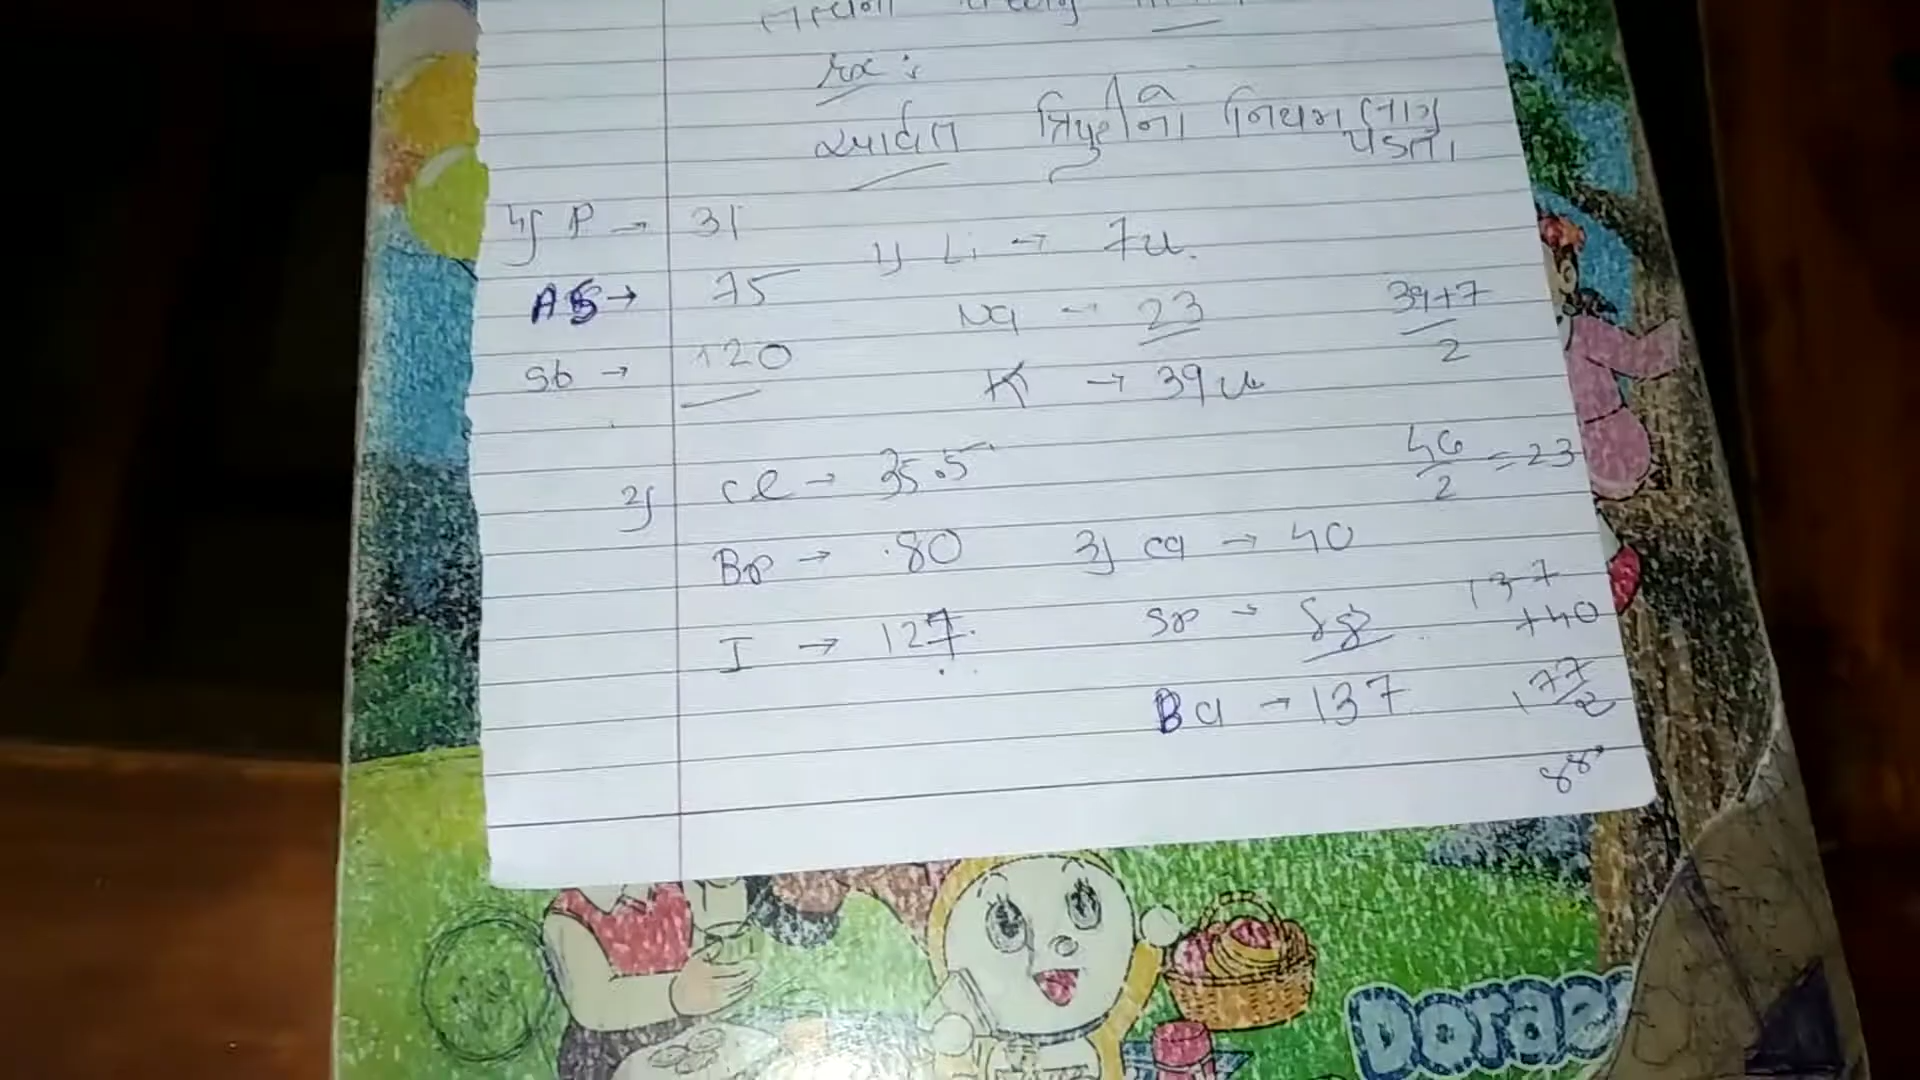 Ex :
અપવાદ ત્રિપુટીનો નિયમ લાગુ
પડતો
4) P → 31
1) Li → 7u.
As → 75
Na → 23
39+7
2
Sb → 120
K → 39u
46
2 = 23
2) Cl → 35.5
Br → 80
3) Ca → 40
137
+40
Sr → 88
I → 127
177
2
Ba → 137
88
Dorae